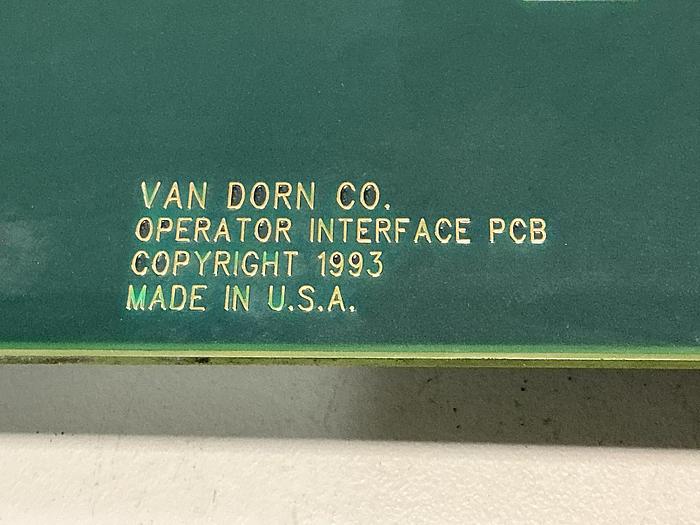 VAN DORN CO.
OPERATOR INTERFACE PCB
COPYRIGHT 1993
MADE IN U.S.A.